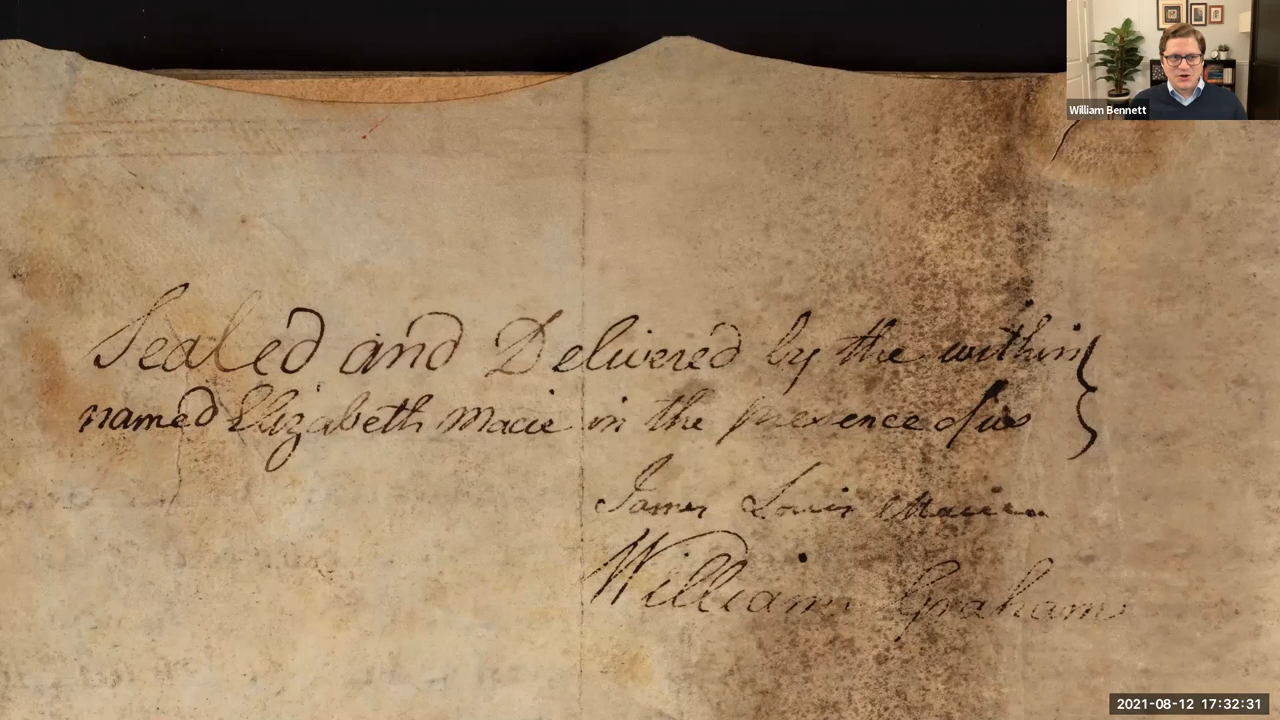 William Bennett
Sealed and Delivered by the within
named Elizabeth Macie in the presence of us
James Louis Macie
William Graham
2021-08-12 17:32:31